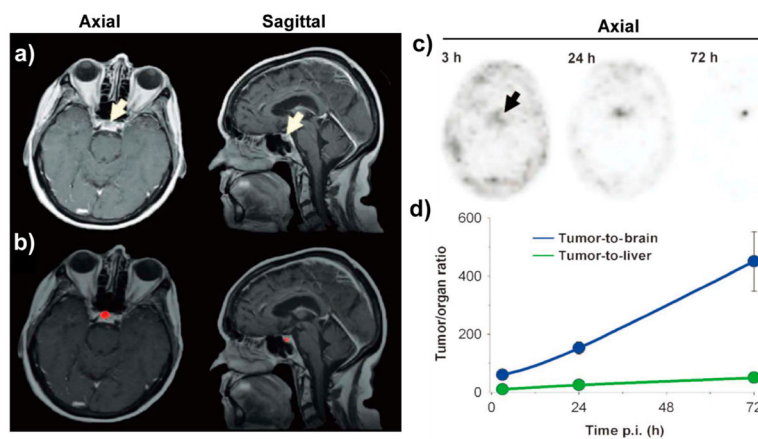 Axial Sagittal
a)
b)
c)
Axial
3 h 24 h 72 h
d)
600
400
200
0
Tumor/organ ratio
Tumor-to-brain
Tumor-to-liver
0 24 48 72
Time p.i. (h)